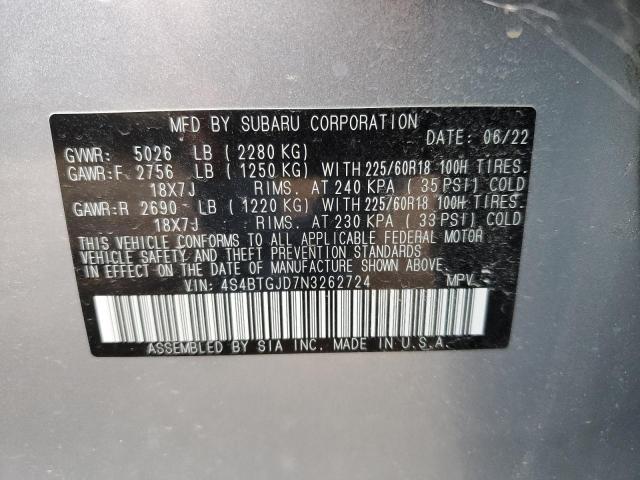 MFD BY SUBARU CORPORATION
DATE: 06/22
GVWR: 5026 LB ( 2280 KG)
GAWR:F 2756 LB ( 1250 KG) WITH 225/60R18 100H TIRES.
18X7J RIMS. AT 240 KPA ( 35 PSI) COLD
GAWR:R 2690 LB ( 1220 KG) WITH 225/60R18 100H TIRES.
18X7J RIMS. AT 230 KPA ( 33 PSI) COLD
THIS VEHICLE CONFORMS TO ALL APPLICABLE FEDERAL MOTOR
VEHICLE SAFETY AND THEFT PREVENTION STANDARDS
IN EFFECT ON THE DATE OF MANUFACTURE SHOWN ABOVE.
VIN: 4S4BTGJD7N3262724 MPV
ASSEMBLED BY SIA INC. MADE IN U.S.A.